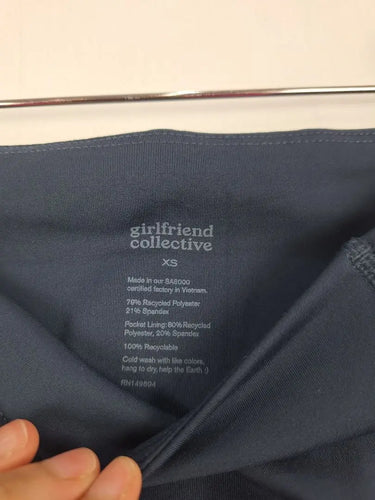 girlfriend
collective
XS
Made in our SA8000
certified factory in Vietnam.
79% Recycled Polyester
21% Spandex
Pocket Lining: 80% Recycled
Polyester, 20% Spandex
100% Recyclable
Cold wash with like colors,
hang to dry, help the Earth :)
RN149694